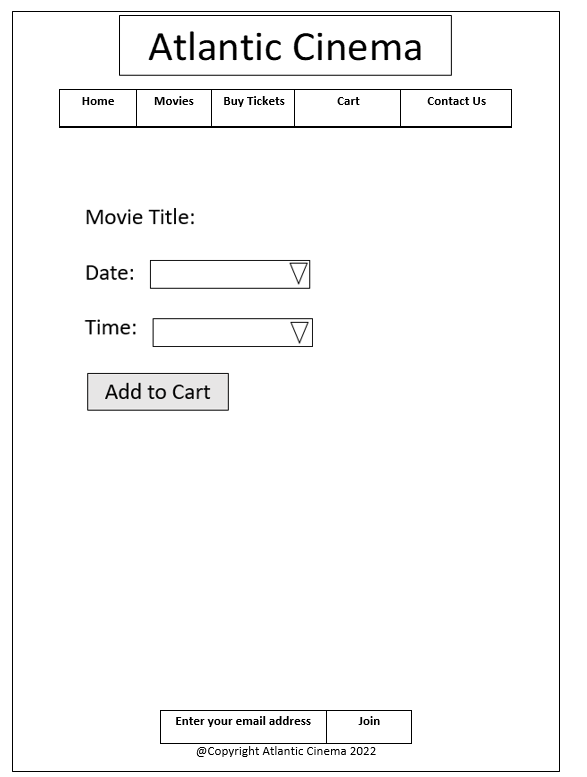 Atlantic Cinema
Home Movies Buy Tickets Cart Contact Us
Movie Title:
Date:
Time:
Add to Cart
Enter your email address Join
@Copyright Atlantic Cinema 2022